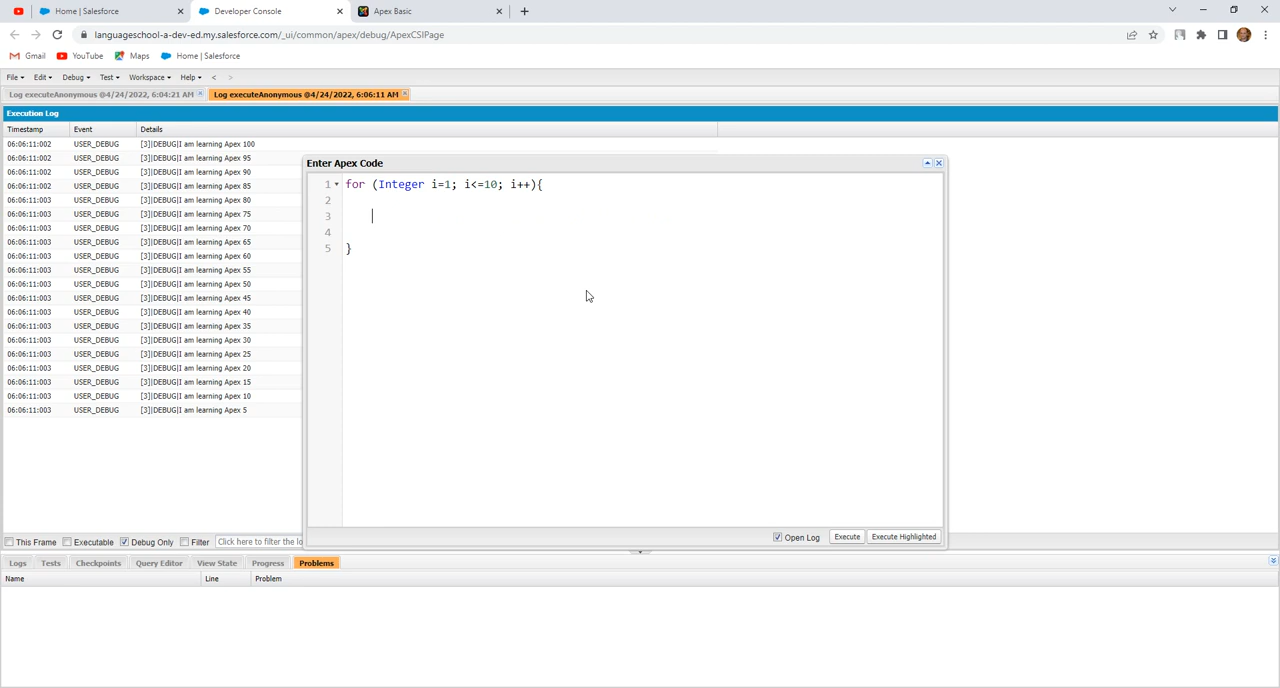 Home | Salesforce
Developer Console
Apex Basic
languageschool-a-dev-ed.my.salesforce.com/_ui/common/apex/debug/ApexCSIPage
Gmail YouTube Maps Home | Salesforce
File Edit Debug Test Workspace Help < >
Log executeAnonymous @4/24/2022, 6:04:21 AM Log executeAnonymous @4/24/2022, 6:06:11 AM
Execution Log
Timestamp Event Details
06:06:11:002 USER_DEBUG [3]|DEBUG|I am learning Apex 100
06:06:11:002 USER_DEBUG [3]|DEBUG|I am learning Apex 95
06:06:11:002 USER_DEBUG [3]|DEBUG|I am learning Apex 90
06:06:11:002 USER_DEBUG [3]|DEBUG|I am learning Apex 85
06:06:11:003 USER_DEBUG [3]|DEBUG|I am learning Apex 80
06:06:11:003 USER_DEBUG [3]|DEBUG|I am learning Apex 75
06:06:11:003 USER_DEBUG [3]|DEBUG|I am learning Apex 70
06:06:11:003 USER_DEBUG [3]|DEBUG|I am learning Apex 65
06:06:11:003 USER_DEBUG [3]|DEBUG|I am learning Apex 60
06:06:11:003 USER_DEBUG [3]|DEBUG|I am learning Apex 55
06:06:11:003 USER_DEBUG [3]|DEBUG|I am learning Apex 50
06:06:11:003 USER_DEBUG [3]|DEBUG|I am learning Apex 45
06:06:11:003 USER_DEBUG [3]|DEBUG|I am learning Apex 40
06:06:11:003 USER_DEBUG [3]|DEBUG|I am learning Apex 35
06:06:11:003 USER_DEBUG [3]|DEBUG|I am learning Apex 30
06:06:11:003 USER_DEBUG [3]|DEBUG|I am learning Apex 25
06:06:11:003 USER_DEBUG [3]|DEBUG|I am learning Apex 20
06:06:11:003 USER_DEBUG [3]|DEBUG|I am learning Apex 15
06:06:11:003 USER_DEBUG [3]|DEBUG|I am learning Apex 10
06:06:11:003 USER_DEBUG [3]|DEBUG|I am learning Apex 5
Enter Apex Code
1 for (Integer i=1; i<=10; i++){
2
3
4
5 }
Open Log Execute Execute Highlighted
This Frame Executable Debug Only Filter Click here to filter the
Logs Tests Checkpoints Query Editor View State Progress Problems
Name Line Problem